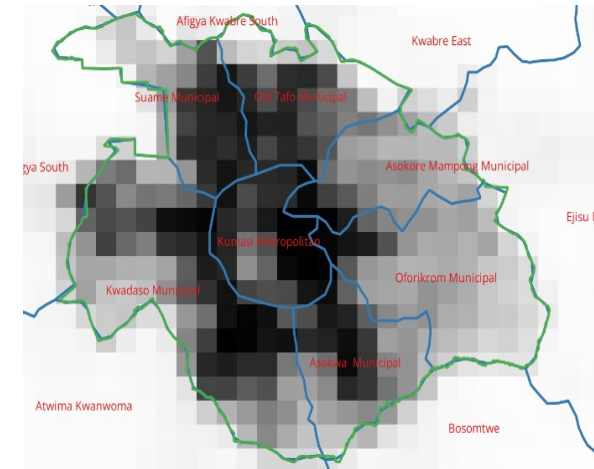 Afigya Kwabre South
Kwabre East
Suame Municipal
Old Tafo Municipal
gya South
Asokore Mampong Municipal
Ejisu
Kumasi Metropolitan
Oforikrom Municipal
Kwadaso Municipal
Asokwa Municipal
Atwima Kwanwoma
Bosomtwe